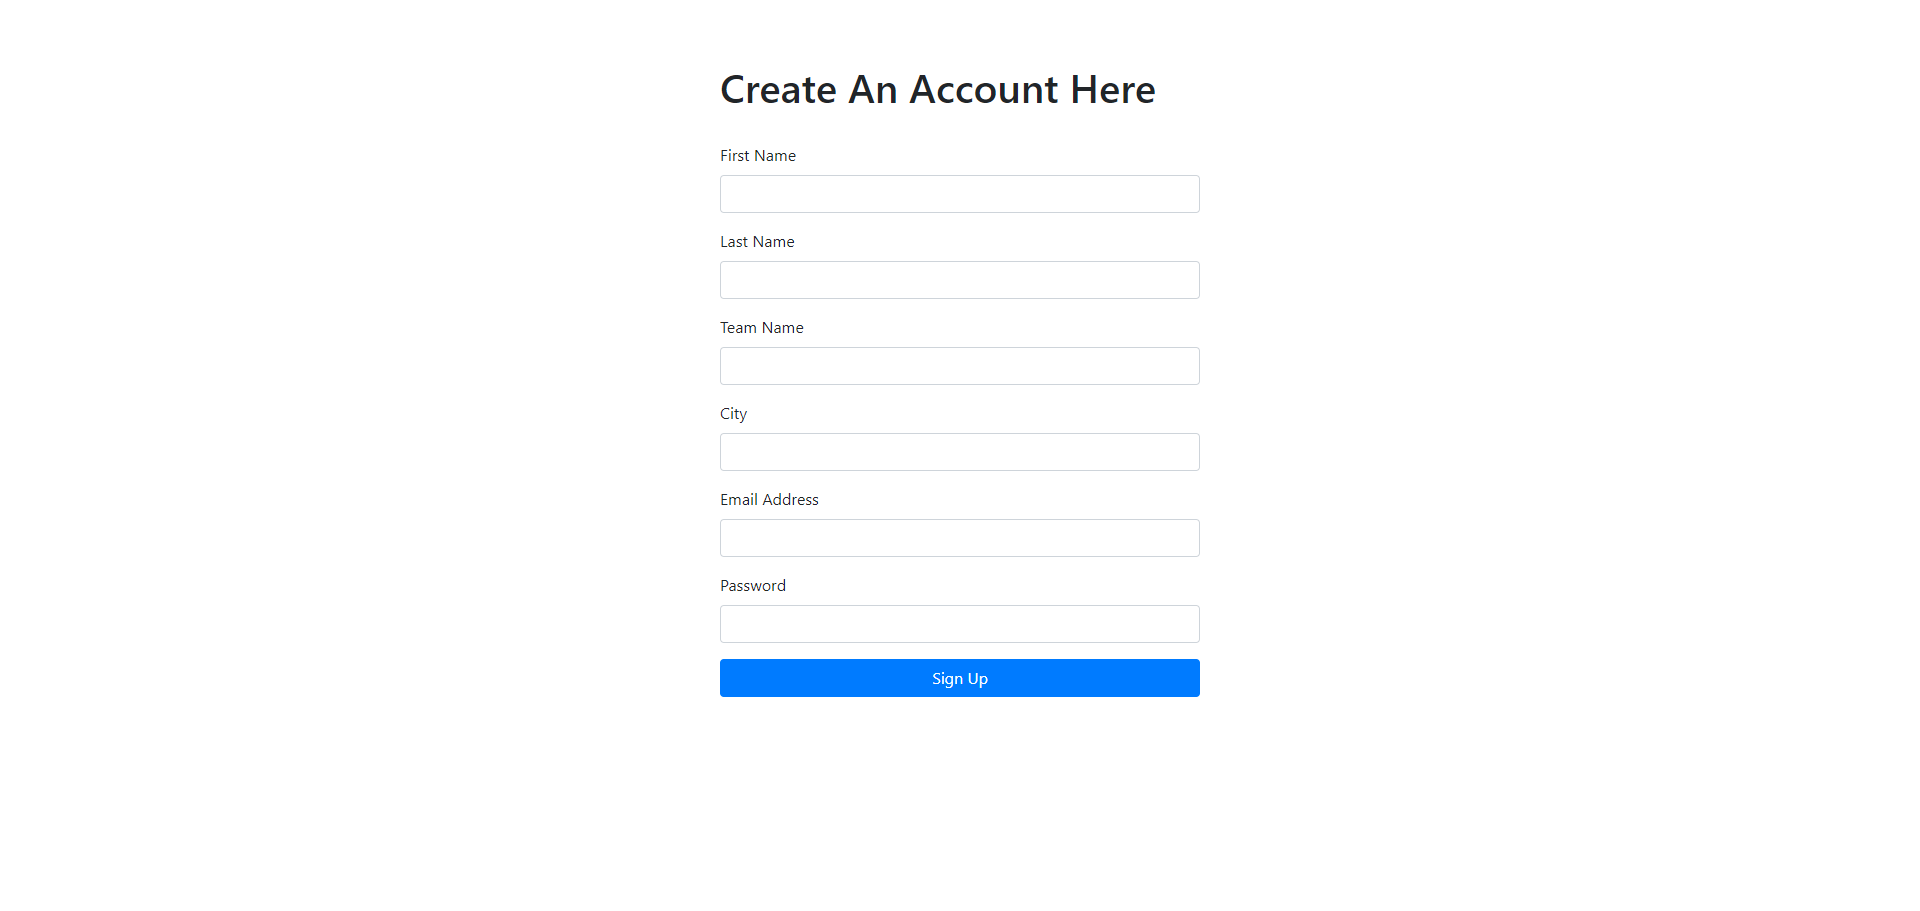 Create An Account Here
First Name
Last Name
Team Name
City
Email Address
Password
Sign Up